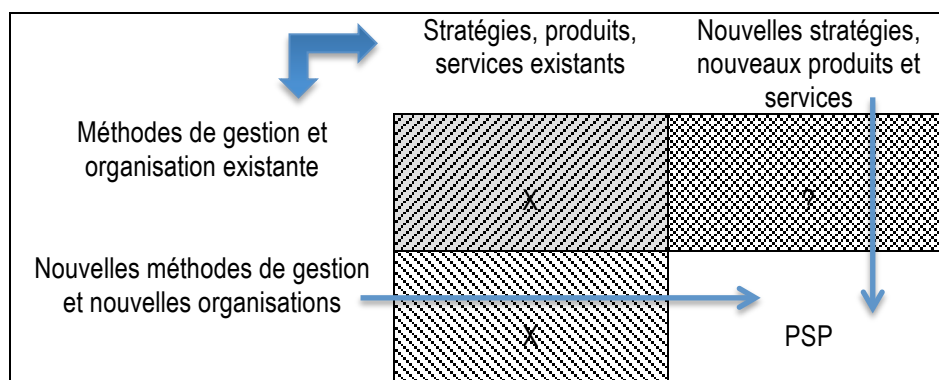 Stratégies, produits,
services existants
Nouvelles stratégies,
nouveaux produits et
services
Méthodes de gestion et
organisation existante
X
?
Nouvelles méthodes de gestion
et nouvelles organisations
X
PSP